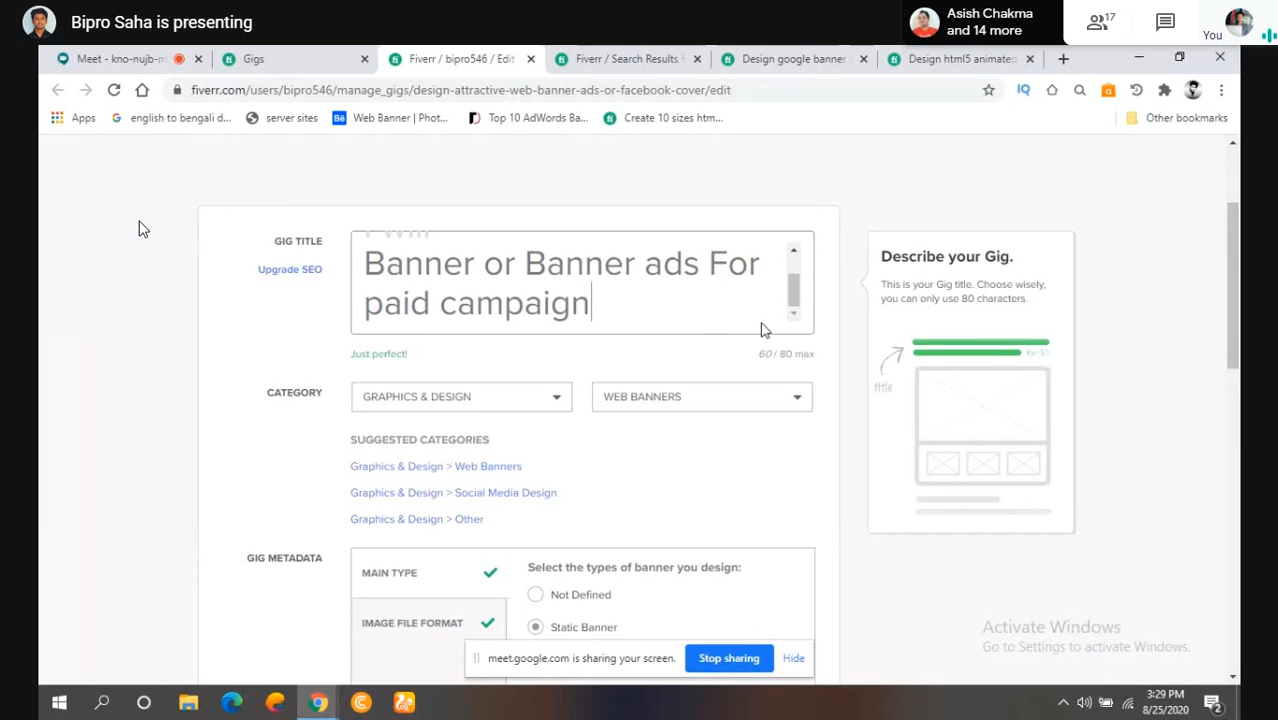 Bipro Saha is presenting
Asish Chakma
and 14 more
17
You
Meet - kno-nujb-n
Gigs
Fiverr / bipro546 / Edit
Fiverr / Search Results f
Design google banner a
Design html5 animated
fiverr.com/users/bipro546/manage_gigs/design-attractive-web-banner-ads-or-facebook-cover/edit
Apps
english to bengali d...
server sites
Web Banner | Phot...
Top 10 AdWords Ba...
Create 10 sizes htm...
Other bookmarks
GIG TITLE
Upgrade SEO
Banner or Banner ads For
paid campaign
Just perfect!
60 / 80 max
Describe your Gig.
This is your Gig title. Choose wisely,
you can only use 80 characters.
title
for $5
CATEGORY
GRAPHICS & DESIGN
WEB BANNERS
SUGGESTED CATEGORIES
Graphics & Design > Web Banners
Graphics & Design > Social Media Design
Graphics & Design > Other
GIG METADATA
MAIN TYPE
IMAGE FILE FORMAT
Select the types of banner you design:
Not Defined
Static Banner
meet.google.com is sharing your screen.
Stop sharing
Hide
Activate Windows
Go to Settings to activate Windows.
3:29 PM
8/25/2020
2